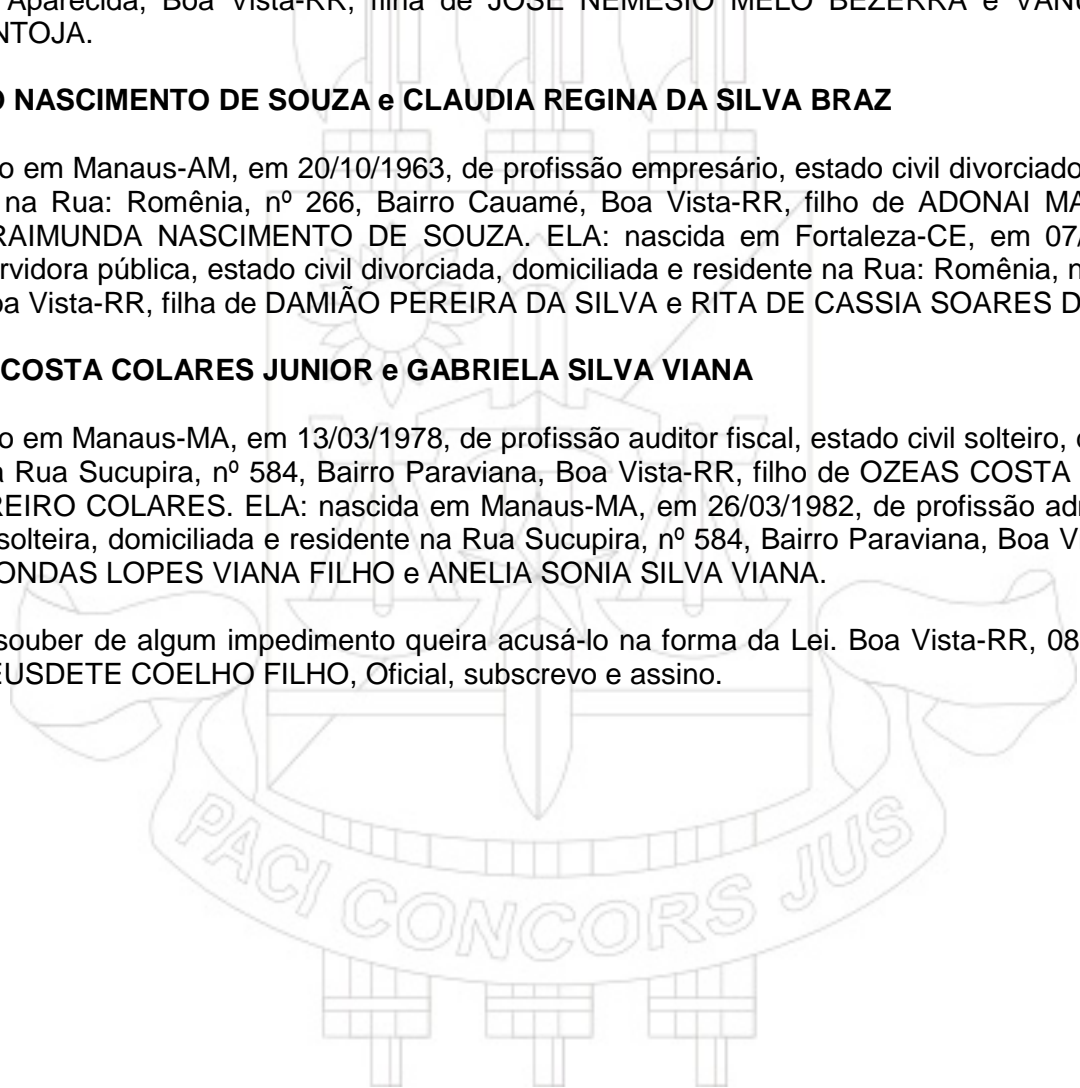 Aparecida, Boa Vista-RR, filha de JOSÉ NEMESIO MELO BEZERRA e
NTOJA.
O NASCIMENTO DE SOUZA e CLAUDIA REGINA DA SILVA BRAZ
o em Manaus-AM, em 20/10/1963, de profissão empresário, estado civil divorciado
na Rua: Romênia, nº 266, Bairro Cauamé, Boa Vista-RR, filho de ADONAI MA
RAIMUNDA NASCIMENTO DE SOUZA. ELA: nascida em Fortaleza-CE, em 07/
rvidora pública, estado civil divorciada, domiciliada e residente na Rua: Romênia, n
oa Vista-RR, filha de DAMIÃO PEREIRA DA SILVA e RITA DE CASSIA SOARES D
COSTA COLARES JUNIOR e GABRIELA SILVA VIANA
o em Manaus-MA, em 13/03/1978, de profissão auditor fiscal, estado civil solteiro,
a Rua Sucupira, nº 584, Bairro Paraviana, Boa Vista-RR, filho de OZEAS COSTA
REIRO COLARES. ELA: nascida em Manaus-MA, em 26/03/1982, de profissão adr
solteira, domiciliada e residente na Rua Sucupira, nº 584, Bairro Paraviana, Boa V
ONDAS LOPES VIANA FILHO e ANELIA SONIA SILVA VIANA.
souber de algum impedimento queira acusá-lo na forma da Lei. Boa Vista-RR, 08
EUSDETE COELHO FILHO, Oficial, subscrevo e assino.
PACI CONCORS JUS